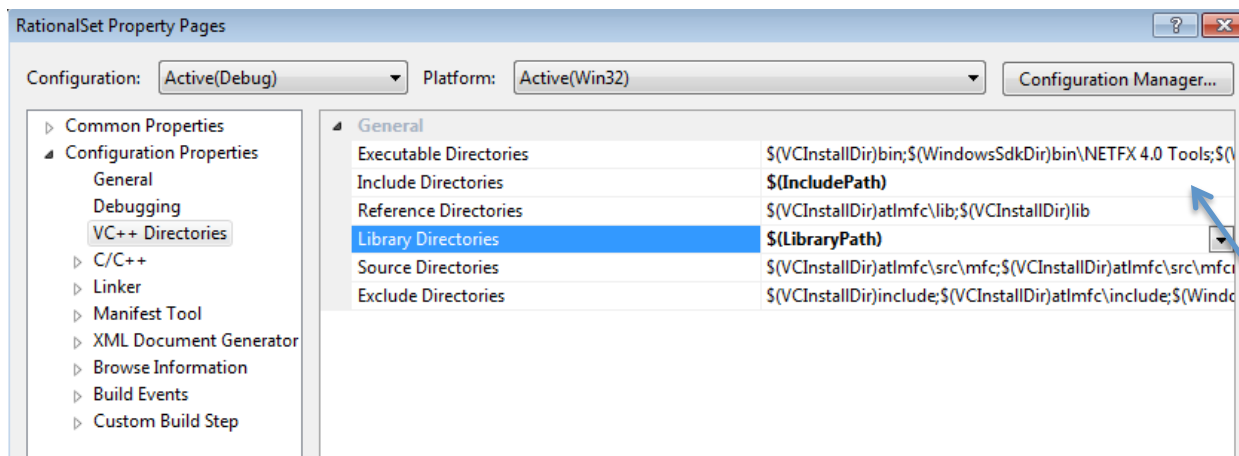 RationalSet Property Pages
Configuration: Active(Debug) Platform: Active(Win32) Configuration Manager...
Common Properties
Configuration Properties
General
Debugging
VC++ Directories
C/C++
Linker
Manifest Tool
XML Document Generator
Browse Information
Build Events
Custom Build Step
General
Executable Directories $(VCInstallDir)bin;$(WindowsSdkDir)bin\NETFX 4.0 Tools;$(
Include Directories $(IncludePath)
Reference Directories $(VCInstallDir)atlmfc\lib;$(VCInstallDir)lib
Library Directories $(LibraryPath)
Source Directories $(VCInstallDir)atlmfc\src\mfc;$(VCInstallDir)atlmfc\src\mfc
Exclude Directories $(VCInstallDir)include;$(VCInstallDir)atlmfc\include;$(Wind